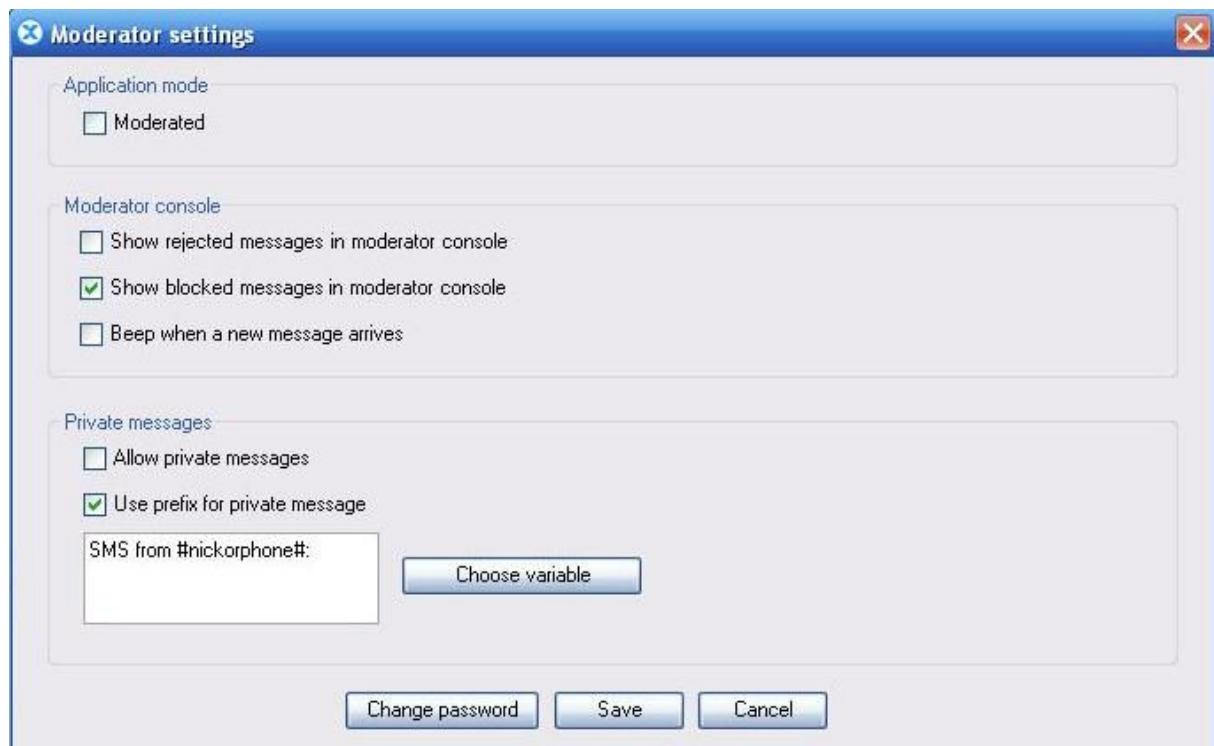 Moderator settings
Application mode
Moderated
Moderator console
Show rejected messages in moderator console
Show blocked messages in moderator console
Beep when a new message arrives
Private messages
Allow private messages
Use prefix for private message
SMS from #nickorphone#:
Choose variable
Change password Save Cancel